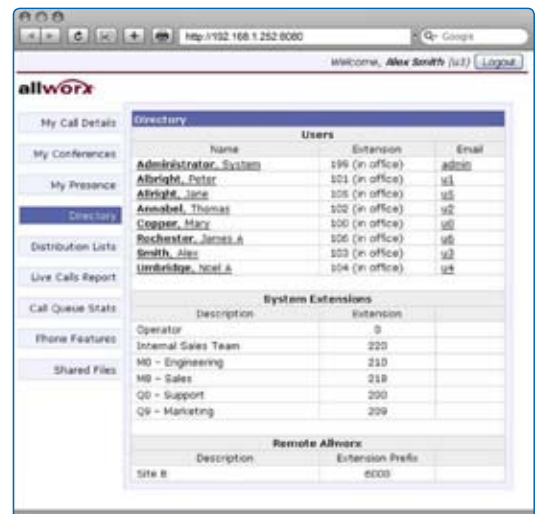 http://192.168.1.252:8080
Google
Welcome, Alex Smith (u3) Logout
allworx
My Call Details
My Conferences
My Presence
Directory
Distribution Lists
Live Calls Report
Call Queue Stats
Phone Features
Shared Files
Directory
Users
Name Extension Email
Administrator, System 199 (in office) admin
Albright, Peter 101 (in office) u1
Allright, Jane 105 (in office) u5
Annabel, Thomas 102 (in office) u2
Copper, Mary 100 (in office) u0
Rochester, James A 106 (in office) u6
Smith, Alex 103 (in office) u3
Umbridge, Noel A 104 (in office) u4
System Extensions
Description Extension
Operator 0
Internal Sales Team 220
M0 - Engineering 210
M8 - Sales 218
Q0 - Support 200
Q9 - Marketing 209
Remote Allworx
Description Extension Prefix
Site B 6000